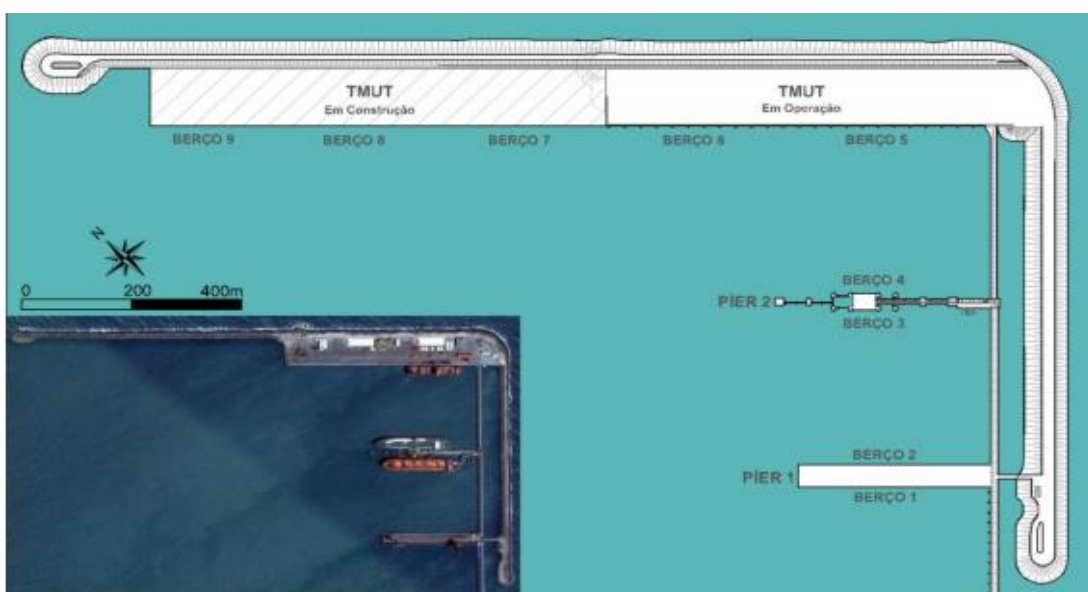 TMUT
Em Construção
TMUT
Em Operação
BERÇO 9
BERÇO 8
BERÇO 7
BERÇO 6
BERÇO 5
N
0 200 400m
BERÇO 4
PÍER 2
BERÇO 3
BERÇO 2
PÍER 1
BERÇO 1